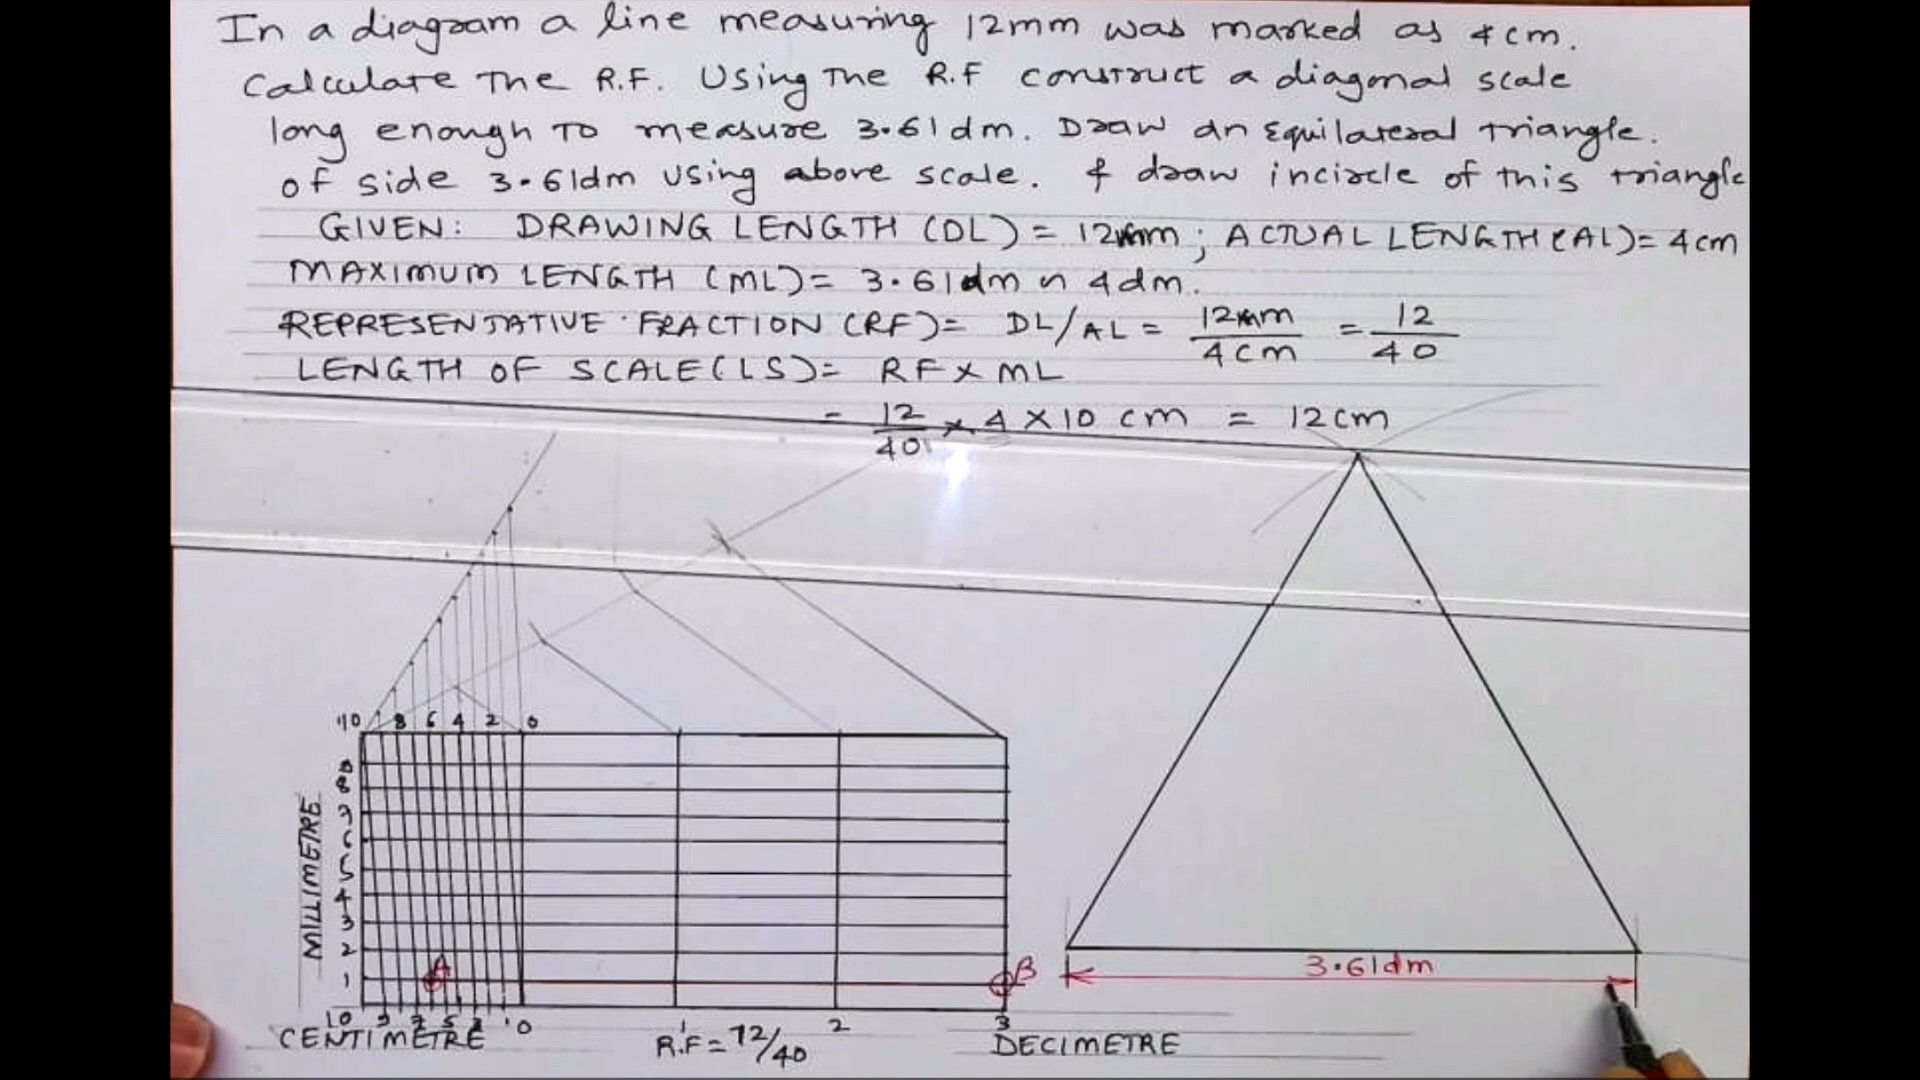 In a diagram a line measuring 12mm was marked as 4cm.
Calculate The R.F. Using The R.F construct a diagonal scale
long enough To measure 3.61dm. Draw an Equilateral triangle.
of side 3.61dm using above scale. & draw incircle of this triangle
GIVEN: DRAWING LENGTH (DL) = 12mm ; ACTUAL LENGTH (AL) = 4cm
MAXIMUM LENGTH (ML) = 3.61dm ~ 4dm.
REPRESENTATIVE FRACTION (RF) = DL/AL = 12mm/4cm = 12/40
LENGTH OF SCALE (LS) = RF x ML
= 12/40 x 4 x 10 cm = 12cm
10 8 6 4 2 0
9
8
7
6
5
4
3
2
1
MILLIMETRE
A
B
3.61dm
10 9 7 5 0 1 2 3
CENTIMETRE
R.F = 12/40
DECIMETRE